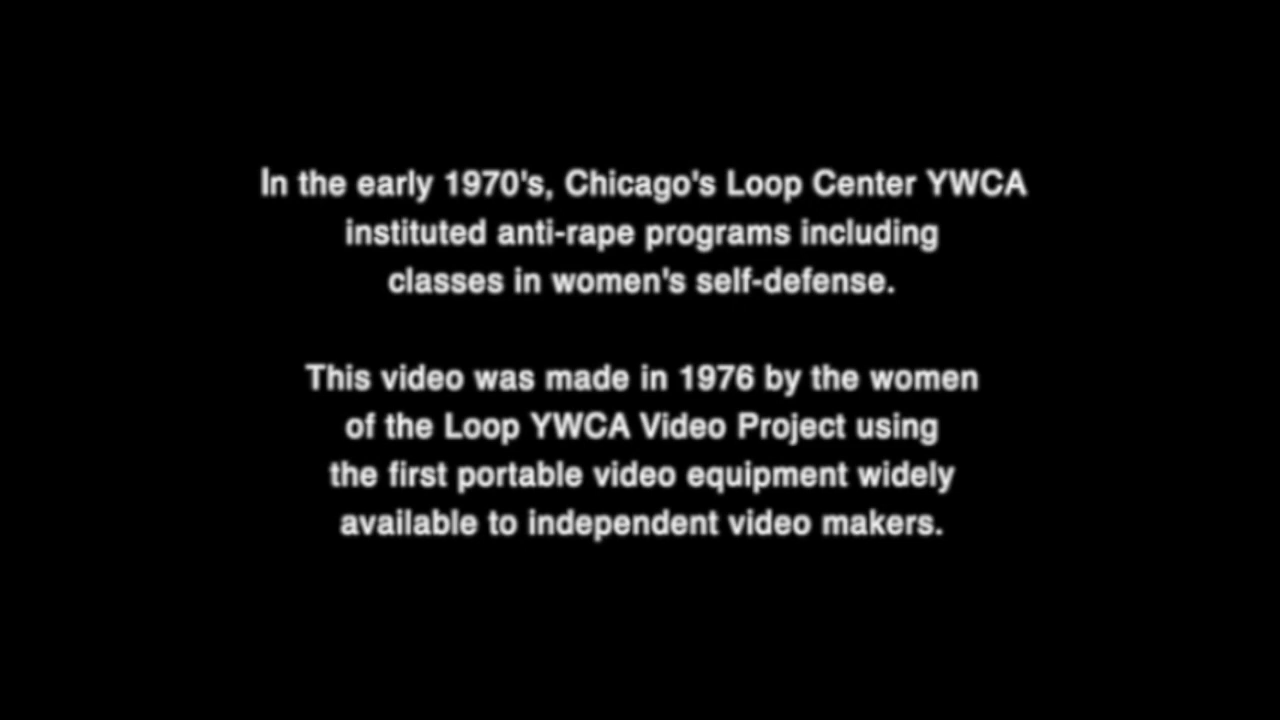 In the early 1970's, Chicago's Loop Center YWCA
instituted anti-rape programs including
classes in women's self-defense.
This video was made in 1976 by the women
of the Loop YWCA Video Project using
the first portable video equipment widely
available to independent video makers.